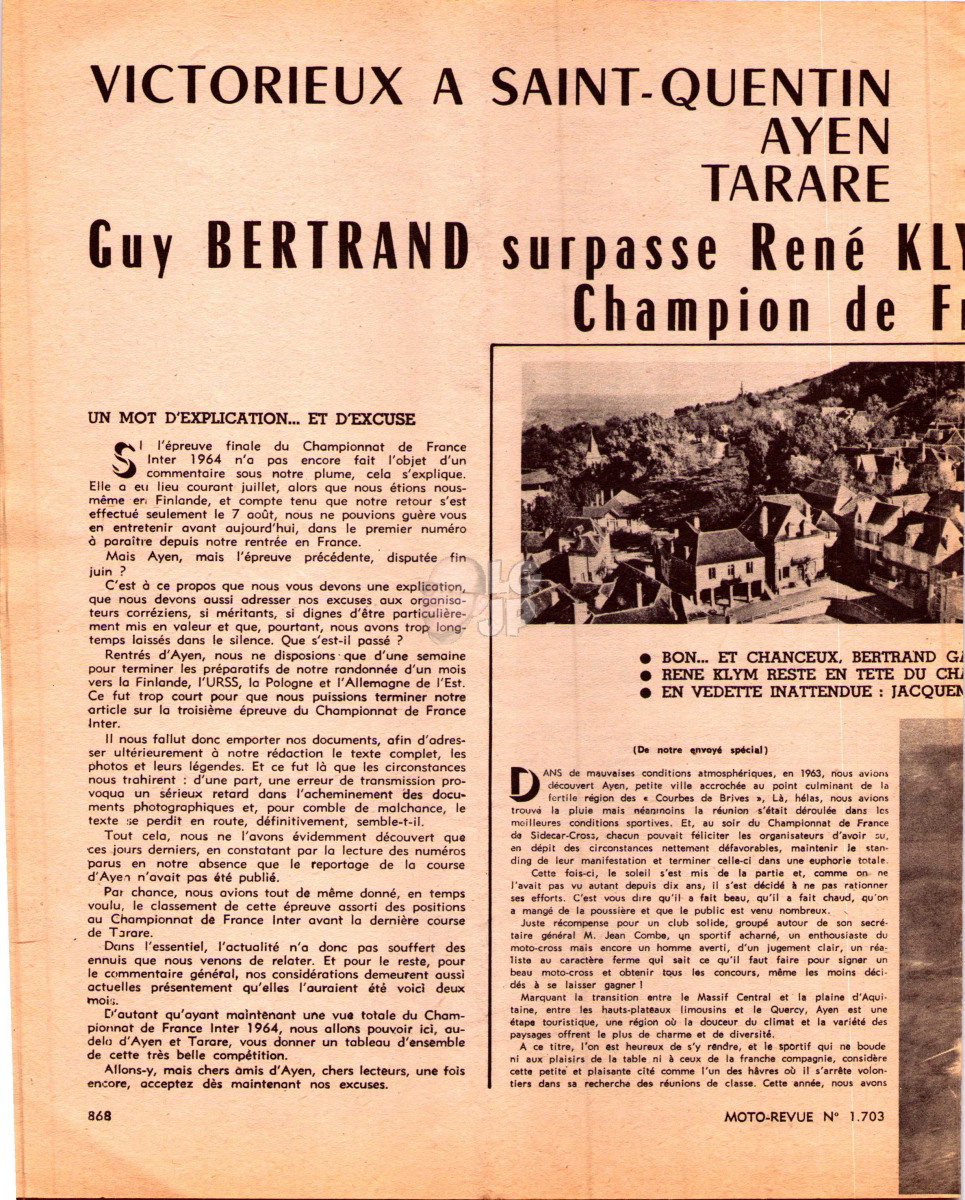 VICTORIEUX A SAINT-QUENTIN
AYEN
TARARE
Guy BERTRAND surpasse René KLY
Champion de Fr
UN MOT D'EXPLICATION... ET D'EXCUSE
SI l'épreuve finale du Championnat de France
Inter 1964 n'a pas encore fait l'objet d'un
commentaire sous notre plume, cela s'explique.
Elle a eu lieu courant juillet, alors que nous étions nous-
même en Finlande, et compte tenu que notre retour s'est
effectué seulement le 7 août, nous ne pouvions guère vous
en entretenir avant aujourd'hui, dans le premier numéro
à paraître depuis notre rentrée en France.
Mais Ayen, mais l'épreuve précédente, disputée fin
juin ?
C'est à ce propos que nous vous devons une explication,
que nous devons aussi adresser nos excuses aux organisa-
teurs corréziens, si méritants, si dignes d'être particulière-
ment mis en valeur et que, pourtant, nous avons trop long-
temps laissés dans le silence. Que s'est-il passé ?
Rentrés d'Ayen, nous ne disposions que d'une semaine
pour terminer les préparatifs de notre randonnée d'un mois
vers la Finlande, l'URSS, la Pologne et l'Allemagne de l'Est.
Ce fut trop court pour que nous puissions terminer notre
article sur la troisième épreuve du Championnat de France
Inter.
Il nous fallut donc emporter nos documents, afin d'adres-
ser ultérieurement à notre rédaction le texte complet, les
photos et leurs légendes. Et ce fut là que les circonstances
nous trahirent : d'une part, une erreur de transmission pro-
voqua un sérieux retard dans l'acheminement des docu-
ments photographiques et, pour comble de malchance, le
texte se perdit en route, définitivement, semble-t-il.
Tout cela, nous ne l'avons évidemment découvert que
ces jours derniers, en constatant par la lecture des numéros
parus en notre absence que le reportage de la course
d'Ayen n'avait pas été publié.
Par chance, nous avions tout de même donné, en temps
voulu, le classement de cette épreuve assorti des positions
au Championnat de France Inter avant la dernière course
de Tarare.
Dans l'essentiel, l'actualité n'a donc pas souffert des
ennuis que nous venons de relater. Et pour le reste, pour
le commentaire général, nos considérations demeurent aussi
actuelles présentement qu'elles l'auraient été voici deux
mois.
D'autant qu'ayant maintenant une vue totale du Cham-
pionnat de France Inter 1964, nous allons pouvoir ici, au-
delà d'Ayen et Tarare, vous donner un tableau d'ensemble
de cette très belle compétition.
Allons-y, mais chers amis d'Ayen, chers lecteurs, une fois
encore, acceptez dès maintenant nos excuses.
● BON... ET CHANCEUX, BERTRAND GA
● RENE KLYM RESTE EN TETE DU CHA
● EN VEDETTE INATTENDUE : JACQUEM
(De notre envoyé spécial)
DANS de mauvaises conditions atmosphériques, en 1963, nous avions
découvert Ayen, petite ville accrochée au point culminant de la
fertile région des « Courbes de Brives ». Là, hélas, nous avions
trouvé la pluie mais néanmoins la réunion s'était déroulée dans les
meilleures conditions sportives. Et, au soir du Championnat de France
de Sidecar-Cross, chacun pouvait féliciter les organisateurs d'avoir su,
en dépit des circonstances nettement défavorables, maintenir le stan-
ding de leur manifestation et terminer celle-ci dans une euphorie totale.
Cette fois-ci, le soleil s'est mis de la partie et, comme on ne
l'avait pas vu autant depuis dix ans, il s'est décidé à ne pas rationner
ses efforts. C'est vous dire qu'il a fait beau, qu'il a fait chaud, qu'on
a mangé de la poussière et que le public est venu nombreux.
Juste récompense pour un club solide, groupé autour de son secré-
taire général M. Jean Combe, un sportif acharné, un enthousiaste du
moto-cross mais encore un homme averti, d'un jugement clair, un réa-
liste au caractère ferme qui sait ce qu'il faut faire pour signer un
beau moto-cross et obtenir tous les concours, même les moins déci-
dés à se laisser gagner !
Marquant la transition entre le Massif Central et la plaine d'Aqui-
taine, entre les hauts-plateaux limousins et le Quercy, Ayen est une
étape touristique, une région où la douceur du climat et la variété des
paysages offrent le plus de charme et de diversité.
A ce titre, l'on est heureux de s'y rendre, et le sportif qui ne boude
ni aux plaisirs de la table ni à ceux de la franche compagnie, considère
cette petite et plaisante cité comme l'un des hâvres où il s'arrête volon-
tiers dans sa recherche des réunions de classe. Cette année, nous avons
868
MOTO-REVUE N° 1.703